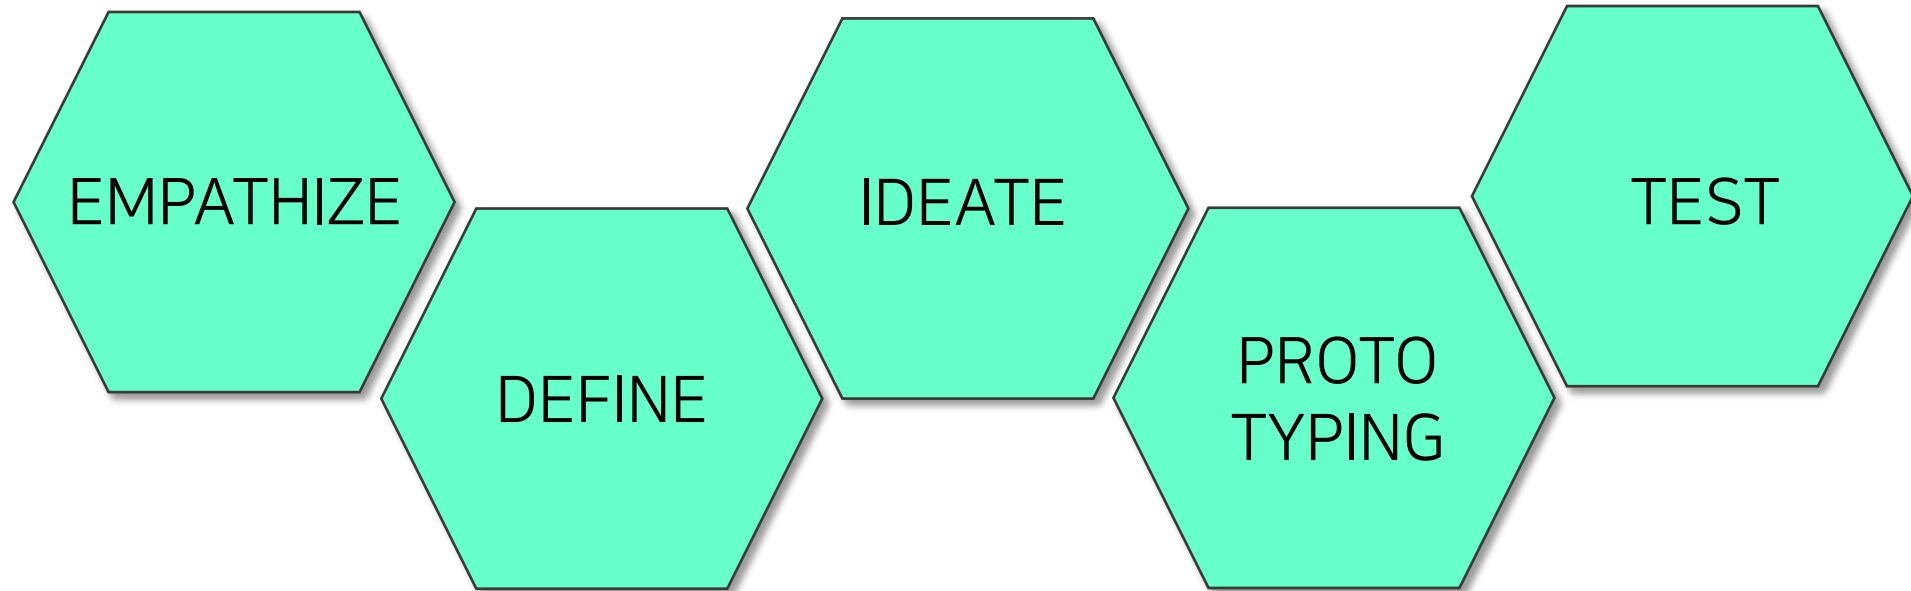 EMPATHIZE
DEFINE
IDEATE
PROTO
TYPING
TEST